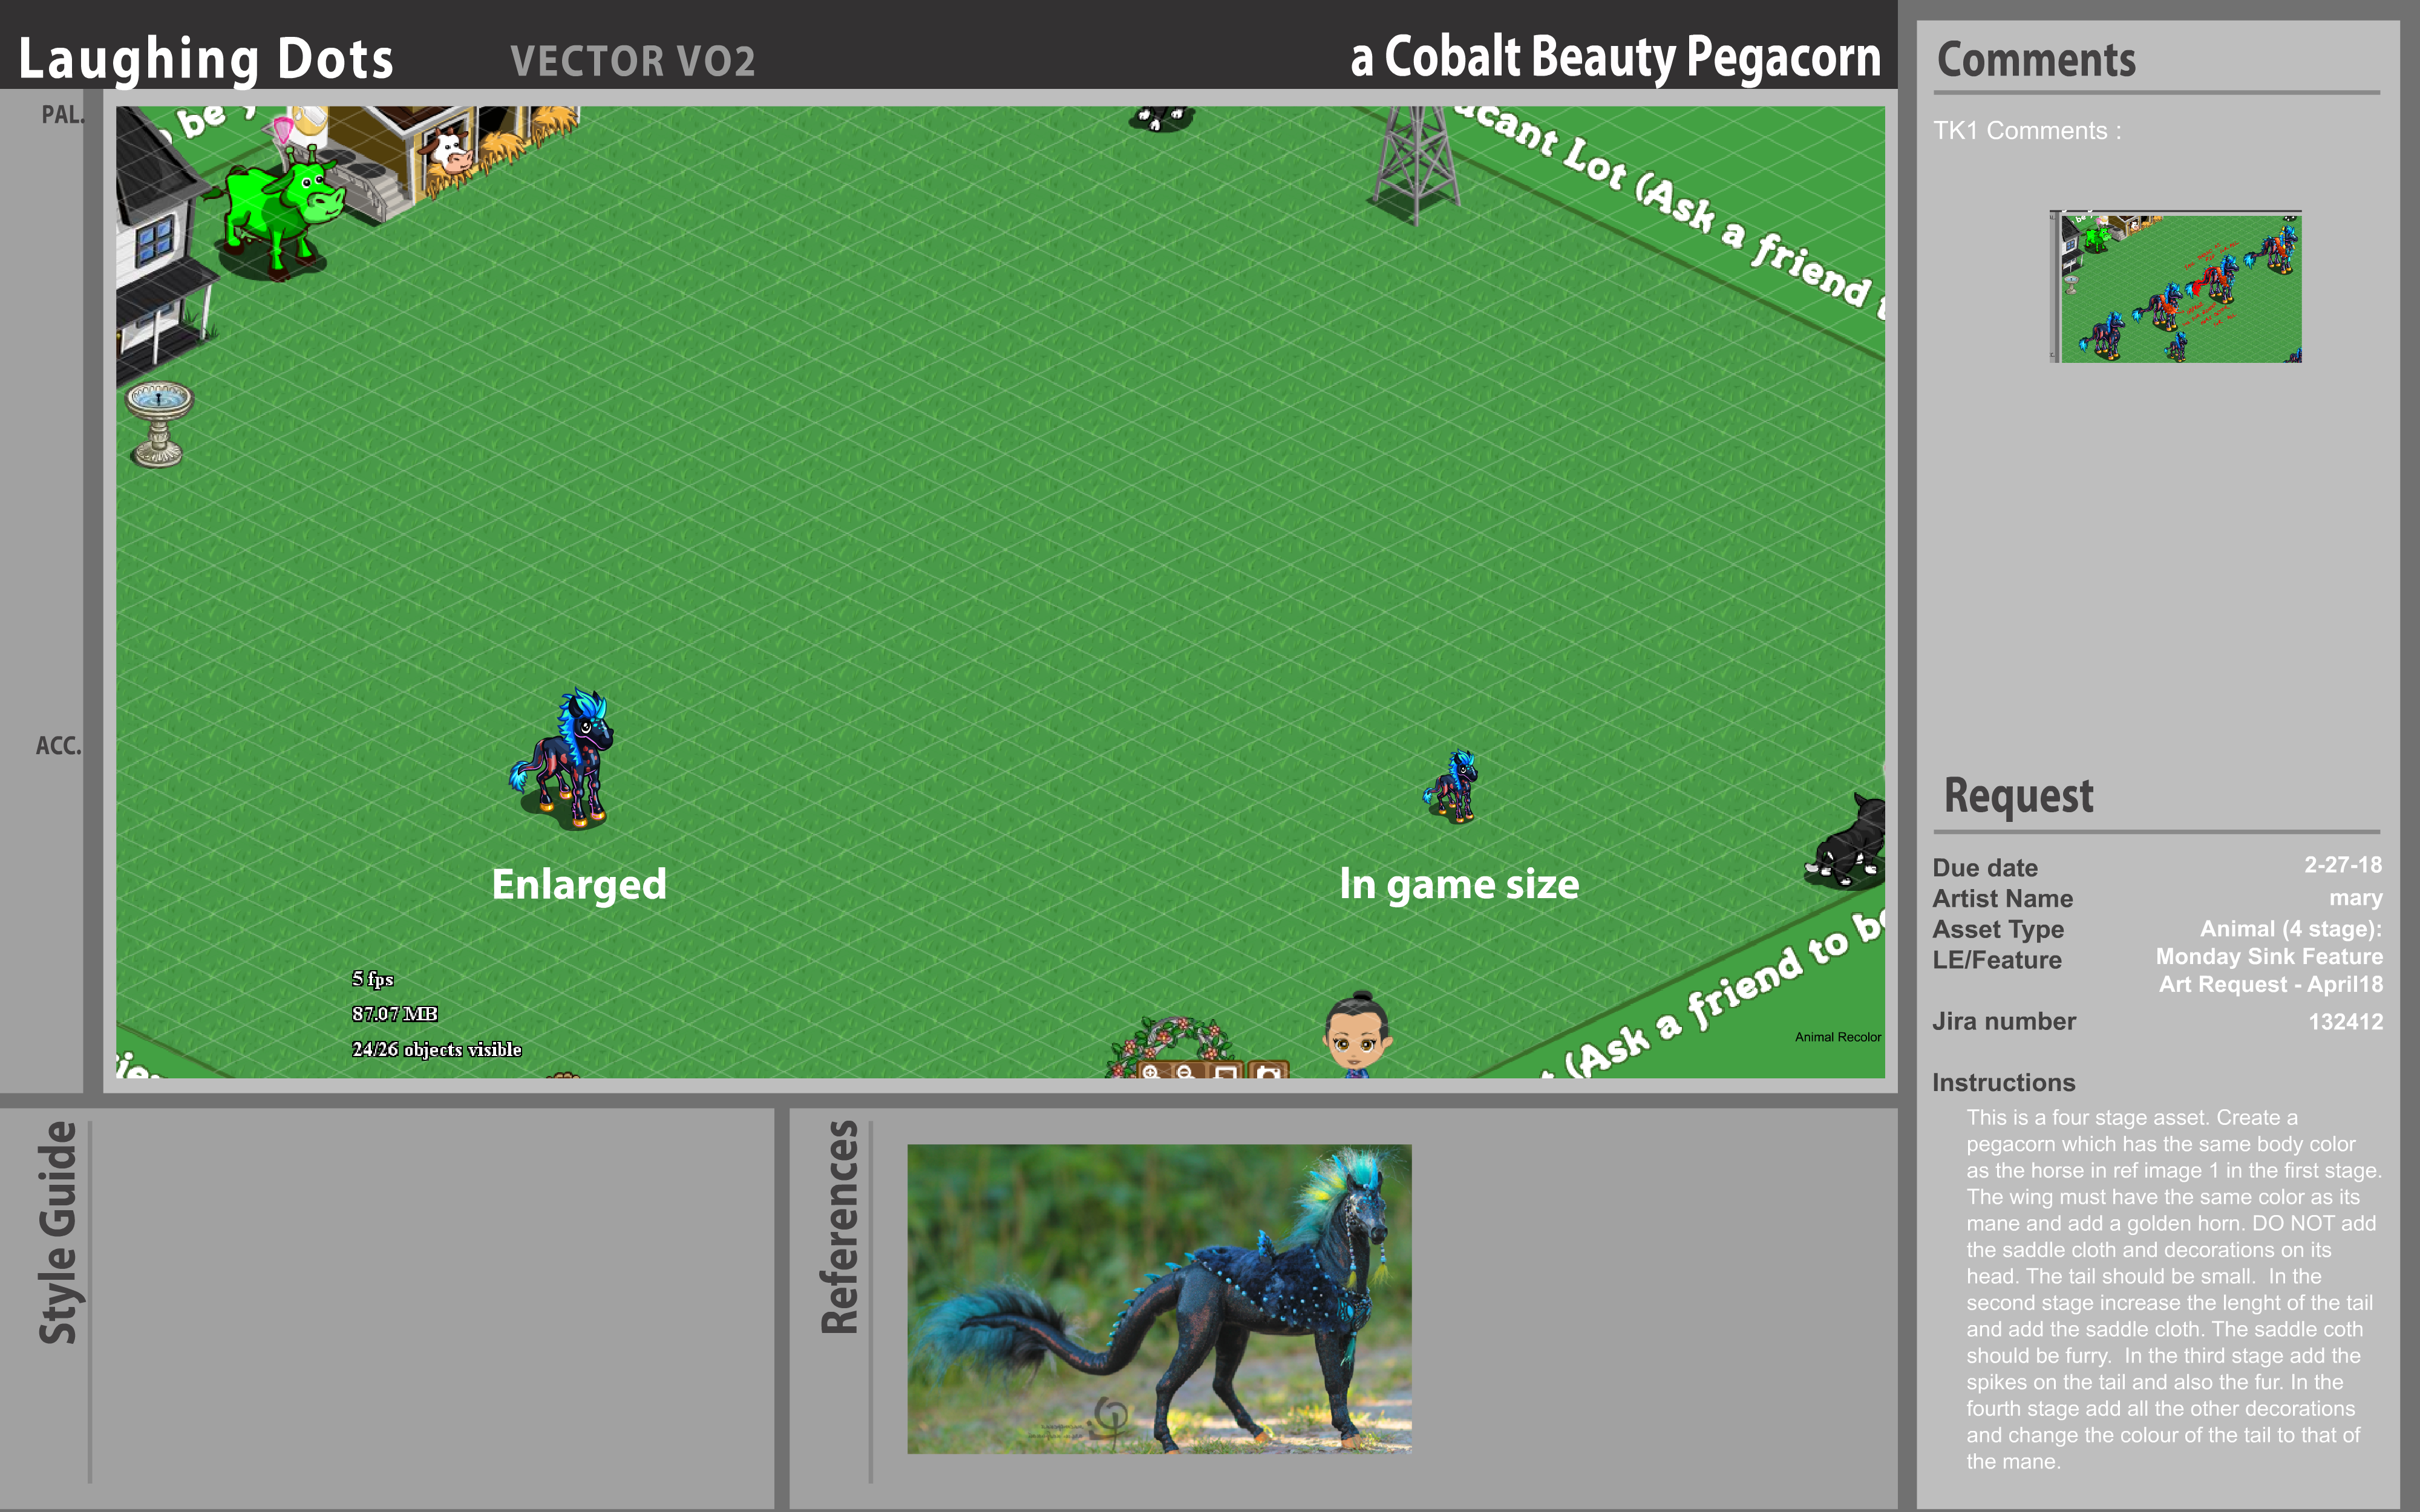 Laughing Dots
VECTOR VO2
a Cobalt Beauty Pegacorn
PAL.
ACC.
be
acant Lot (Ask a friend t
Enlarged
In game size
5 fps
87.07 MB
24/26 objects visible
(Ask a friend to be
Animal Recolor
Style Guide
References
Comments
TK1 Comments :
Request
Due date 2-27-18
Artist Name mary
Asset Type Animal (4 stage):
LE/Feature Monday Sink Feature
Art Request - April18
Jira number 132412
Instructions
This is a four stage asset. Create a
pegacorn which has the same body color
as the horse in ref image 1 in the first stage.
The wing must have the same color as its
mane and add a golden horn. DO NOT add
the saddle cloth and decorations on its
head. The tail should be small.  In the
second stage increase the lenght of the tail
and add the saddle cloth. The saddle coth
should be furry.  In the third stage add the
spikes on the tail and also the fur. In the
fourth stage add all the other decorations
and change the colour of the tail to that of
the mane.